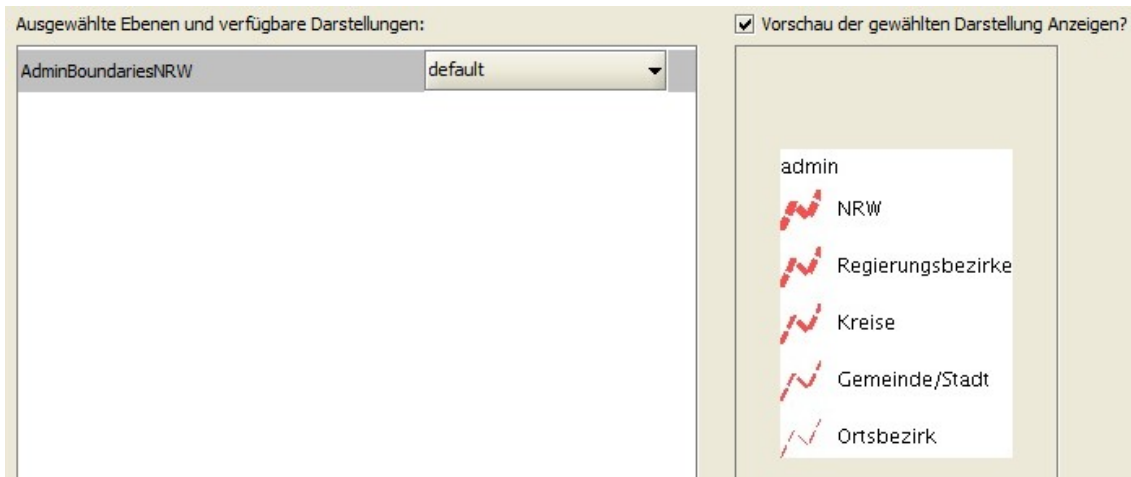 Ausgewählte Ebenen und verfügbare Darstellungen:
AdminBoundariesNRW
default
Vorschau der gewählten Darstellung Anzeigen?
admin
NRW
Regierungsbezirke
Kreise
Gemeinde/Stadt
Ortsbezirk